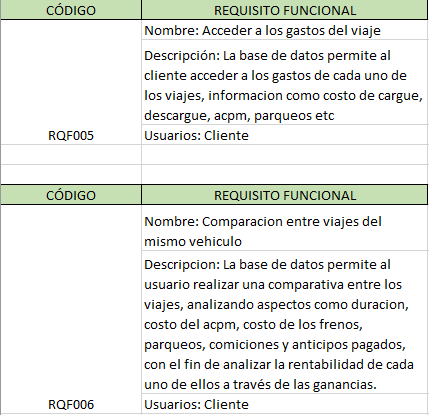 CÓDIGO REQUISITO FUNCIONAL
Nombre: Acceder a los gastos del viaje
Descripción: La base de datos permite al
cliente acceder a los gastos de cada uno de
los viajes, informacion como costo de cargue,
descargue, acpm, parqueos etc
RQF005 Usuarios: Cliente
CÓDIGO REQUISITO FUNCIONAL
Nombre: Comparacion entre viajes del
mismo vehiculo
Descripcion: La base de datos permite al
usuario realizar una comparativa entre los
viajes, analizando aspectos como duracion,
costo del acpm, costo de los frenos,
parqueos, comiciones y anticipos pagados,
con el fin de analizar la rentabilidad de cada
uno de ellos a través de las ganancias.
RQF006 Usuarios: Cliente